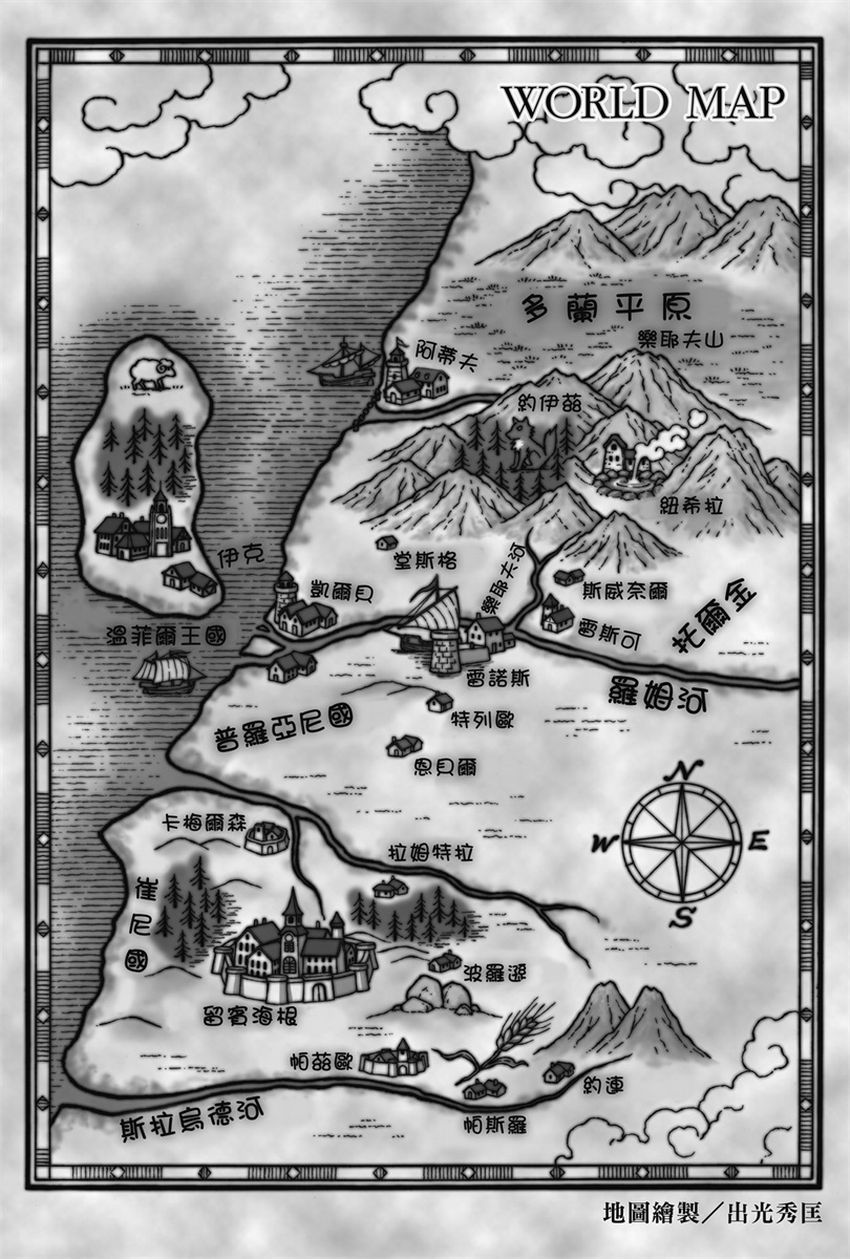 WORLD MAP
多蘭平原
樂耶夫山
阿蒂夫
約伊茲
紐希拉
伊克
溫菲爾王國
堂斯格
樂耶夫河
凱爾貝
斯威奈爾
雷斯可
托爾金
雷諾斯
羅姆河
特列歐
普羅亞尼國
恩貝爾
N
W
E
S
卡梅爾森
拉姆特拉
崔尼國
波羅遜
留賓海根
帕茲歐
約連
帕斯羅
斯拉烏德河
地圖繪製／出光秀匡